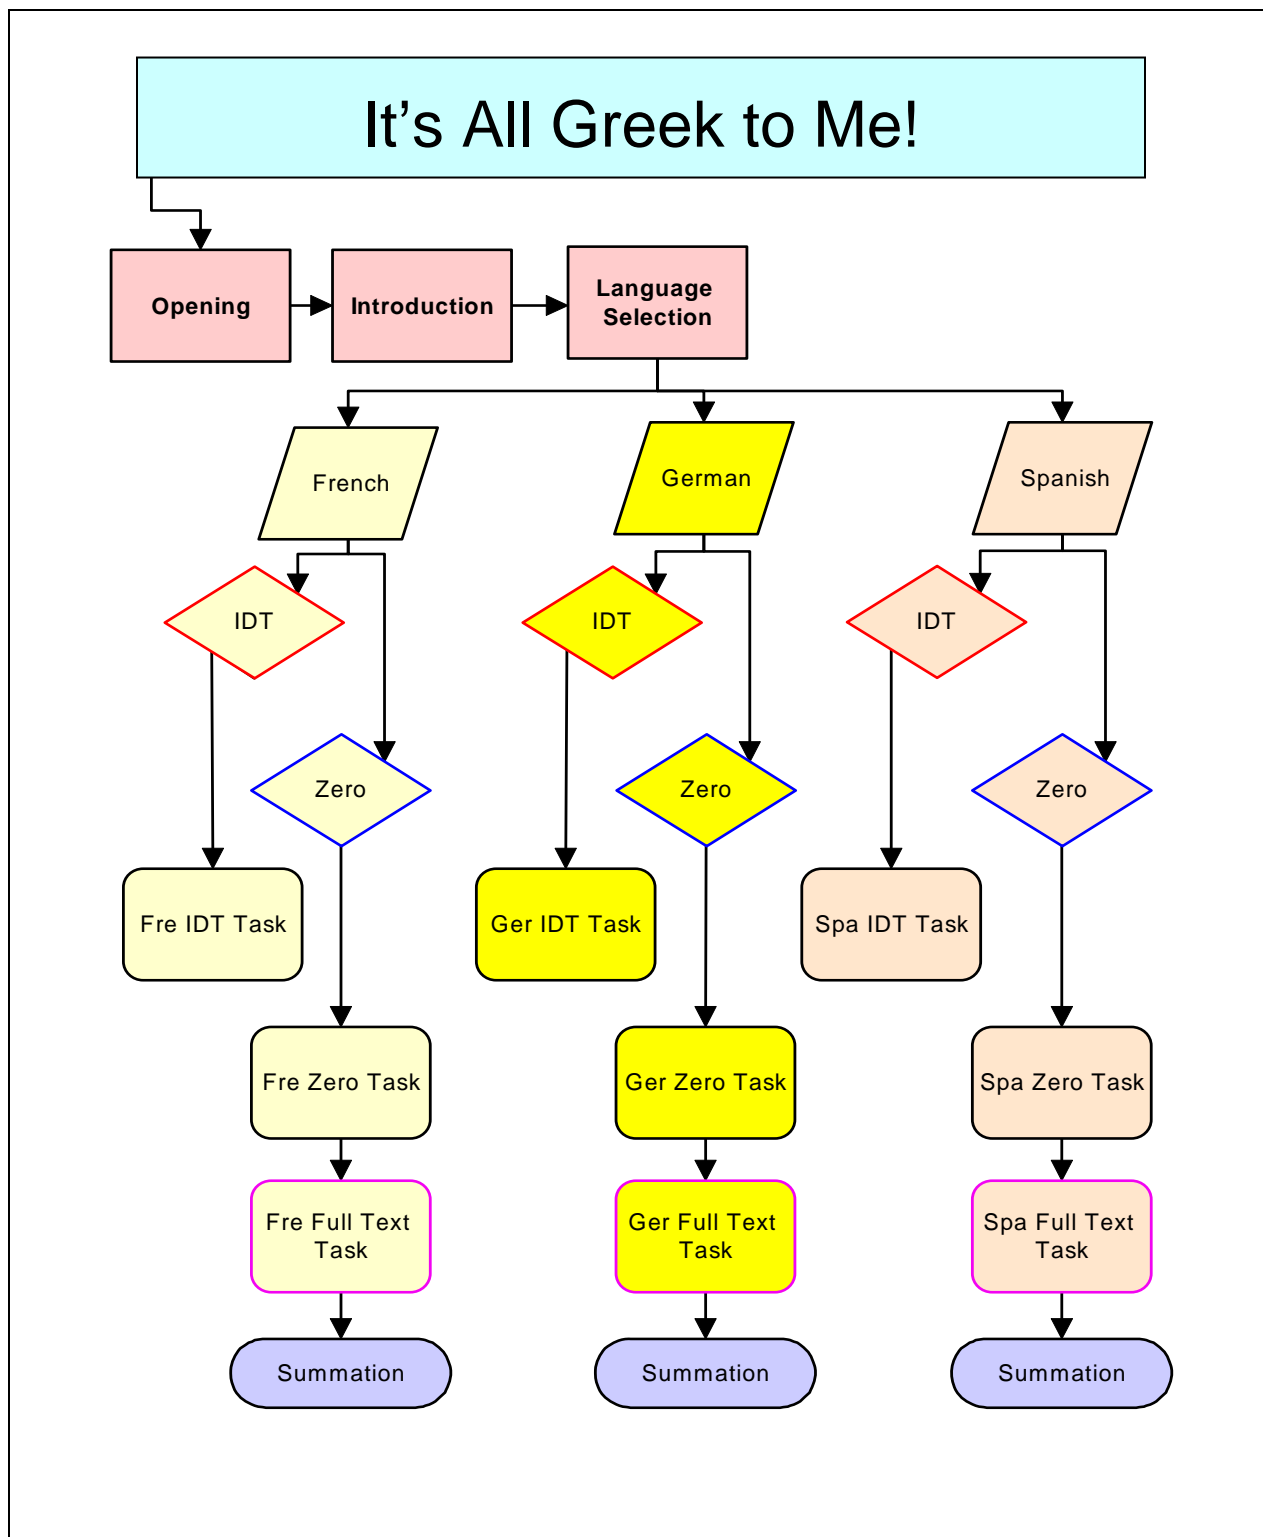 It's All Greek to Me!
Opening
Introduction
Language
Selection
French
German
Spanish
IDT
IDT
IDT
Zero
Zero
Zero
Fre IDT Task
Ger IDT Task
Spa IDT Task
Fre Zero Task
Ger Zero Task
Spa Zero Task
Fre Full Text
Task
Ger Full Text
Task
Spa Full Text
Task
Summation
Summation
Summation